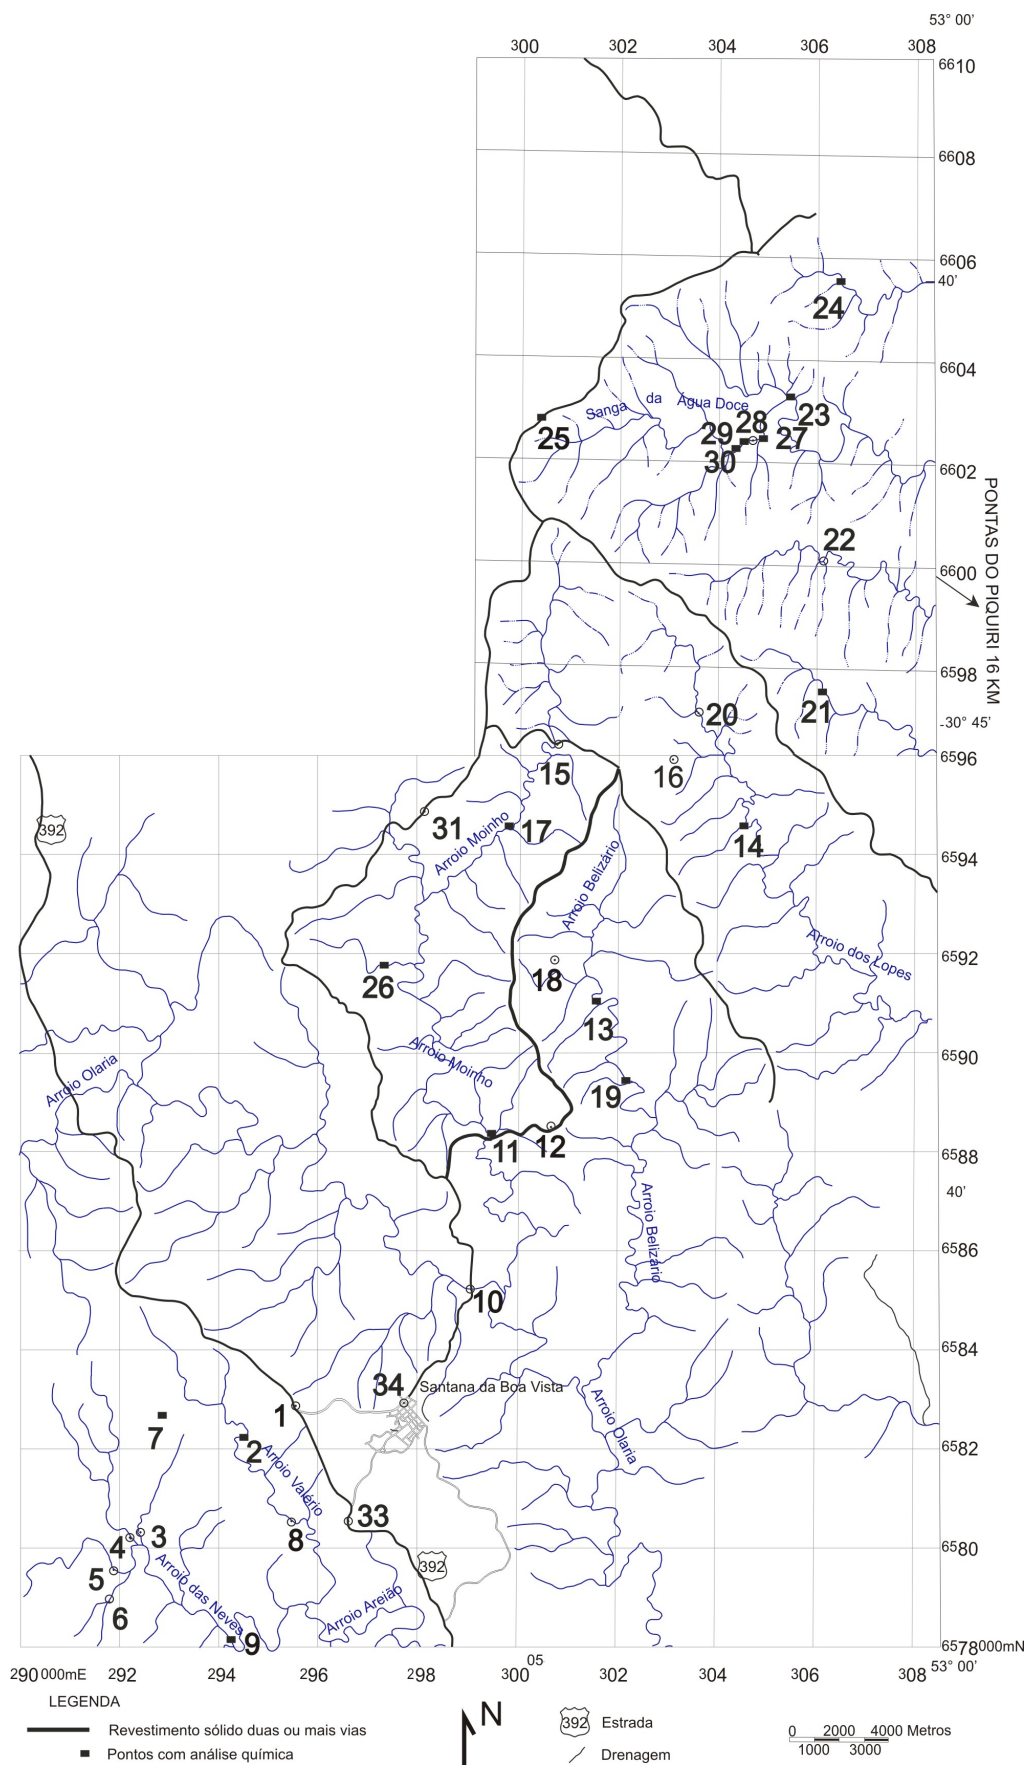 53° 00’
300 302 304 306 308
6610
6608
6606
40’
24
6604
Sanga da Água Doce
23
25
29 28 27
30
6602
PONTAS DO PIQUIRI 16 KM
22
6600
6598
20
21
-30° 45’
6596
15
16
392
31
17
Arroio Moinho
14
6594
Arroio Belizário
Arroio dos Lopes
6592
18
26
13
Arroio Moinho
6590
Arroio Olaria
19
12
11
6588
40’
Arroio Belizário
6586
10
6584
34
Santana da Boa Vista
1
Arroio Olaria
7
2
6582
Arroio Valério
33
3
8
4
6580
392
5
Arroio das Neves
Arroio Areião
6
9
6578000mN
290000mE 292 294 296 298 300 05 302 304 306 308 53° 00’
LEGENDA
Revestimento sólido duas ou mais vias
Pontos com análise química
N
392 Estrada
Drenagem
0 2000 4000 Metros
1000 3000